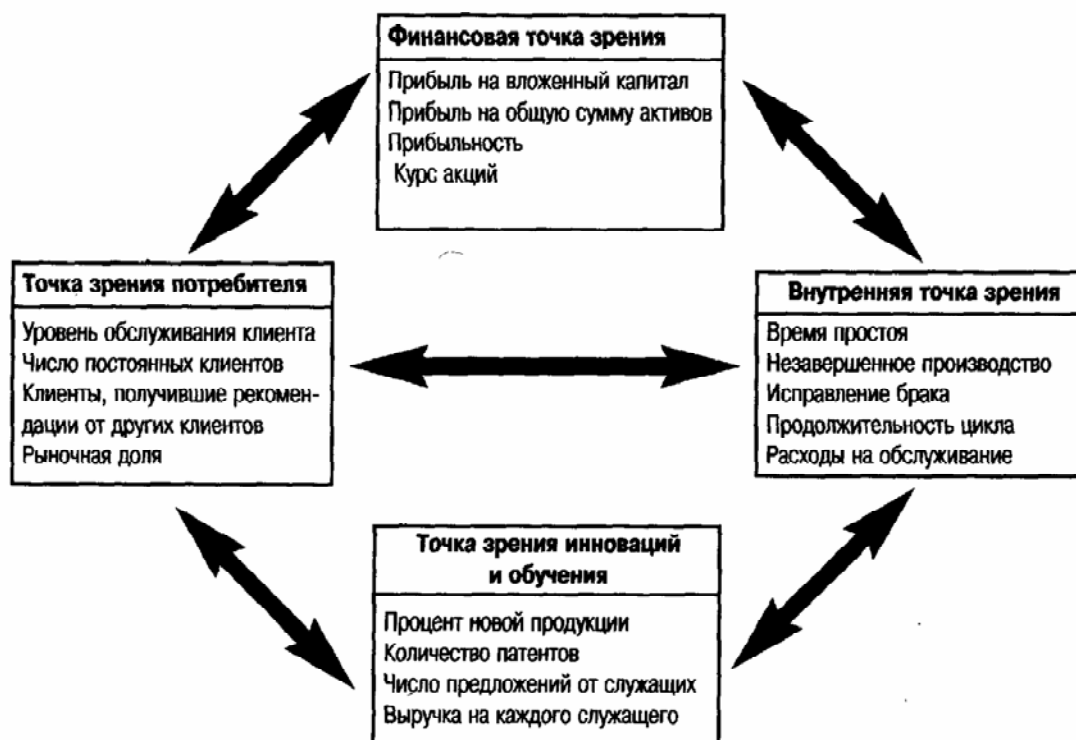 Финансовая точка зрения
Прибыль на вложенный капитал
Прибыль на общую сумму активов
Прибыльность
Курс акций
Точка зрения потребителя
Уровень обслуживания клиента
Число постоянных клиентов
Клиенты, получившие рекомен-
дации от других клиентов
Рыночная доля
Внутренняя точка зрения
Время простоя
Незавершенное производство
Исправление брака
Продолжительность цикла
Расходы на обслуживание
Точка зрения инноваций
и обучения
Процент новой продукции
Количество патентов
Число предложений от служащих
Выручка на каждого служащего